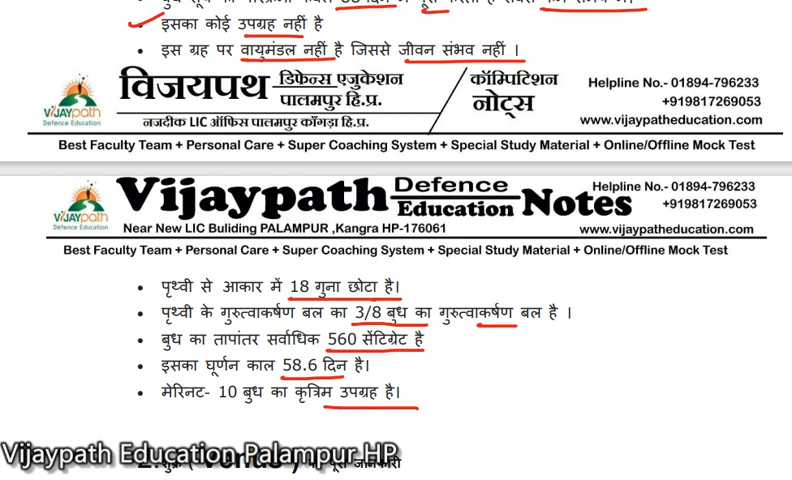 इसका कोई उपग्रह नहीं है
इस ग्रह पर वायुमंडल नहीं है जिससे जीवन संभव नहीं ।
VIJAYpath
Defence Education
विजयपथ डिफेन्स एजुकेशन
पालमपुर हि.प्र.
नजदीक LIC ऑफिस पालमपुर काँगड़ा हि.प्र.
कॉम्पिटिशन
नोट्स
Helpline No.- 01894-796233
+919817269053
www.vijaypatheducation.com
Best Faculty Team + Personal Care + Super Coaching System + Special Study Material + Online/Offline Mock Test
VIJAYpath
Defence Education
Vijaypath Defence Education Notes
Near New LIC Buliding PALAMPUR ,Kangra HP-176061
Helpline No.- 01894-796233
+919817269053
www.vijaypatheducation.com
Best Faculty Team + Personal Care + Super Coaching System + Special Study Material + Online/Offline Mock Test
पृथ्वी से आकार में 18 गुना छोटा है।
पृथ्वी के गुरुत्वाकर्षण बल का 3/8 बुध का गुरुत्वाकर्षण बल है ।
बुध का तापांतर सर्वाधिक 560 सेंटिग्रेट है
इसका घूर्णन काल 58.6 दिन है।
मेरिनट- 10 बुध का कृत्रिम उपग्रह है।
Vijaypath Education Palampur HP